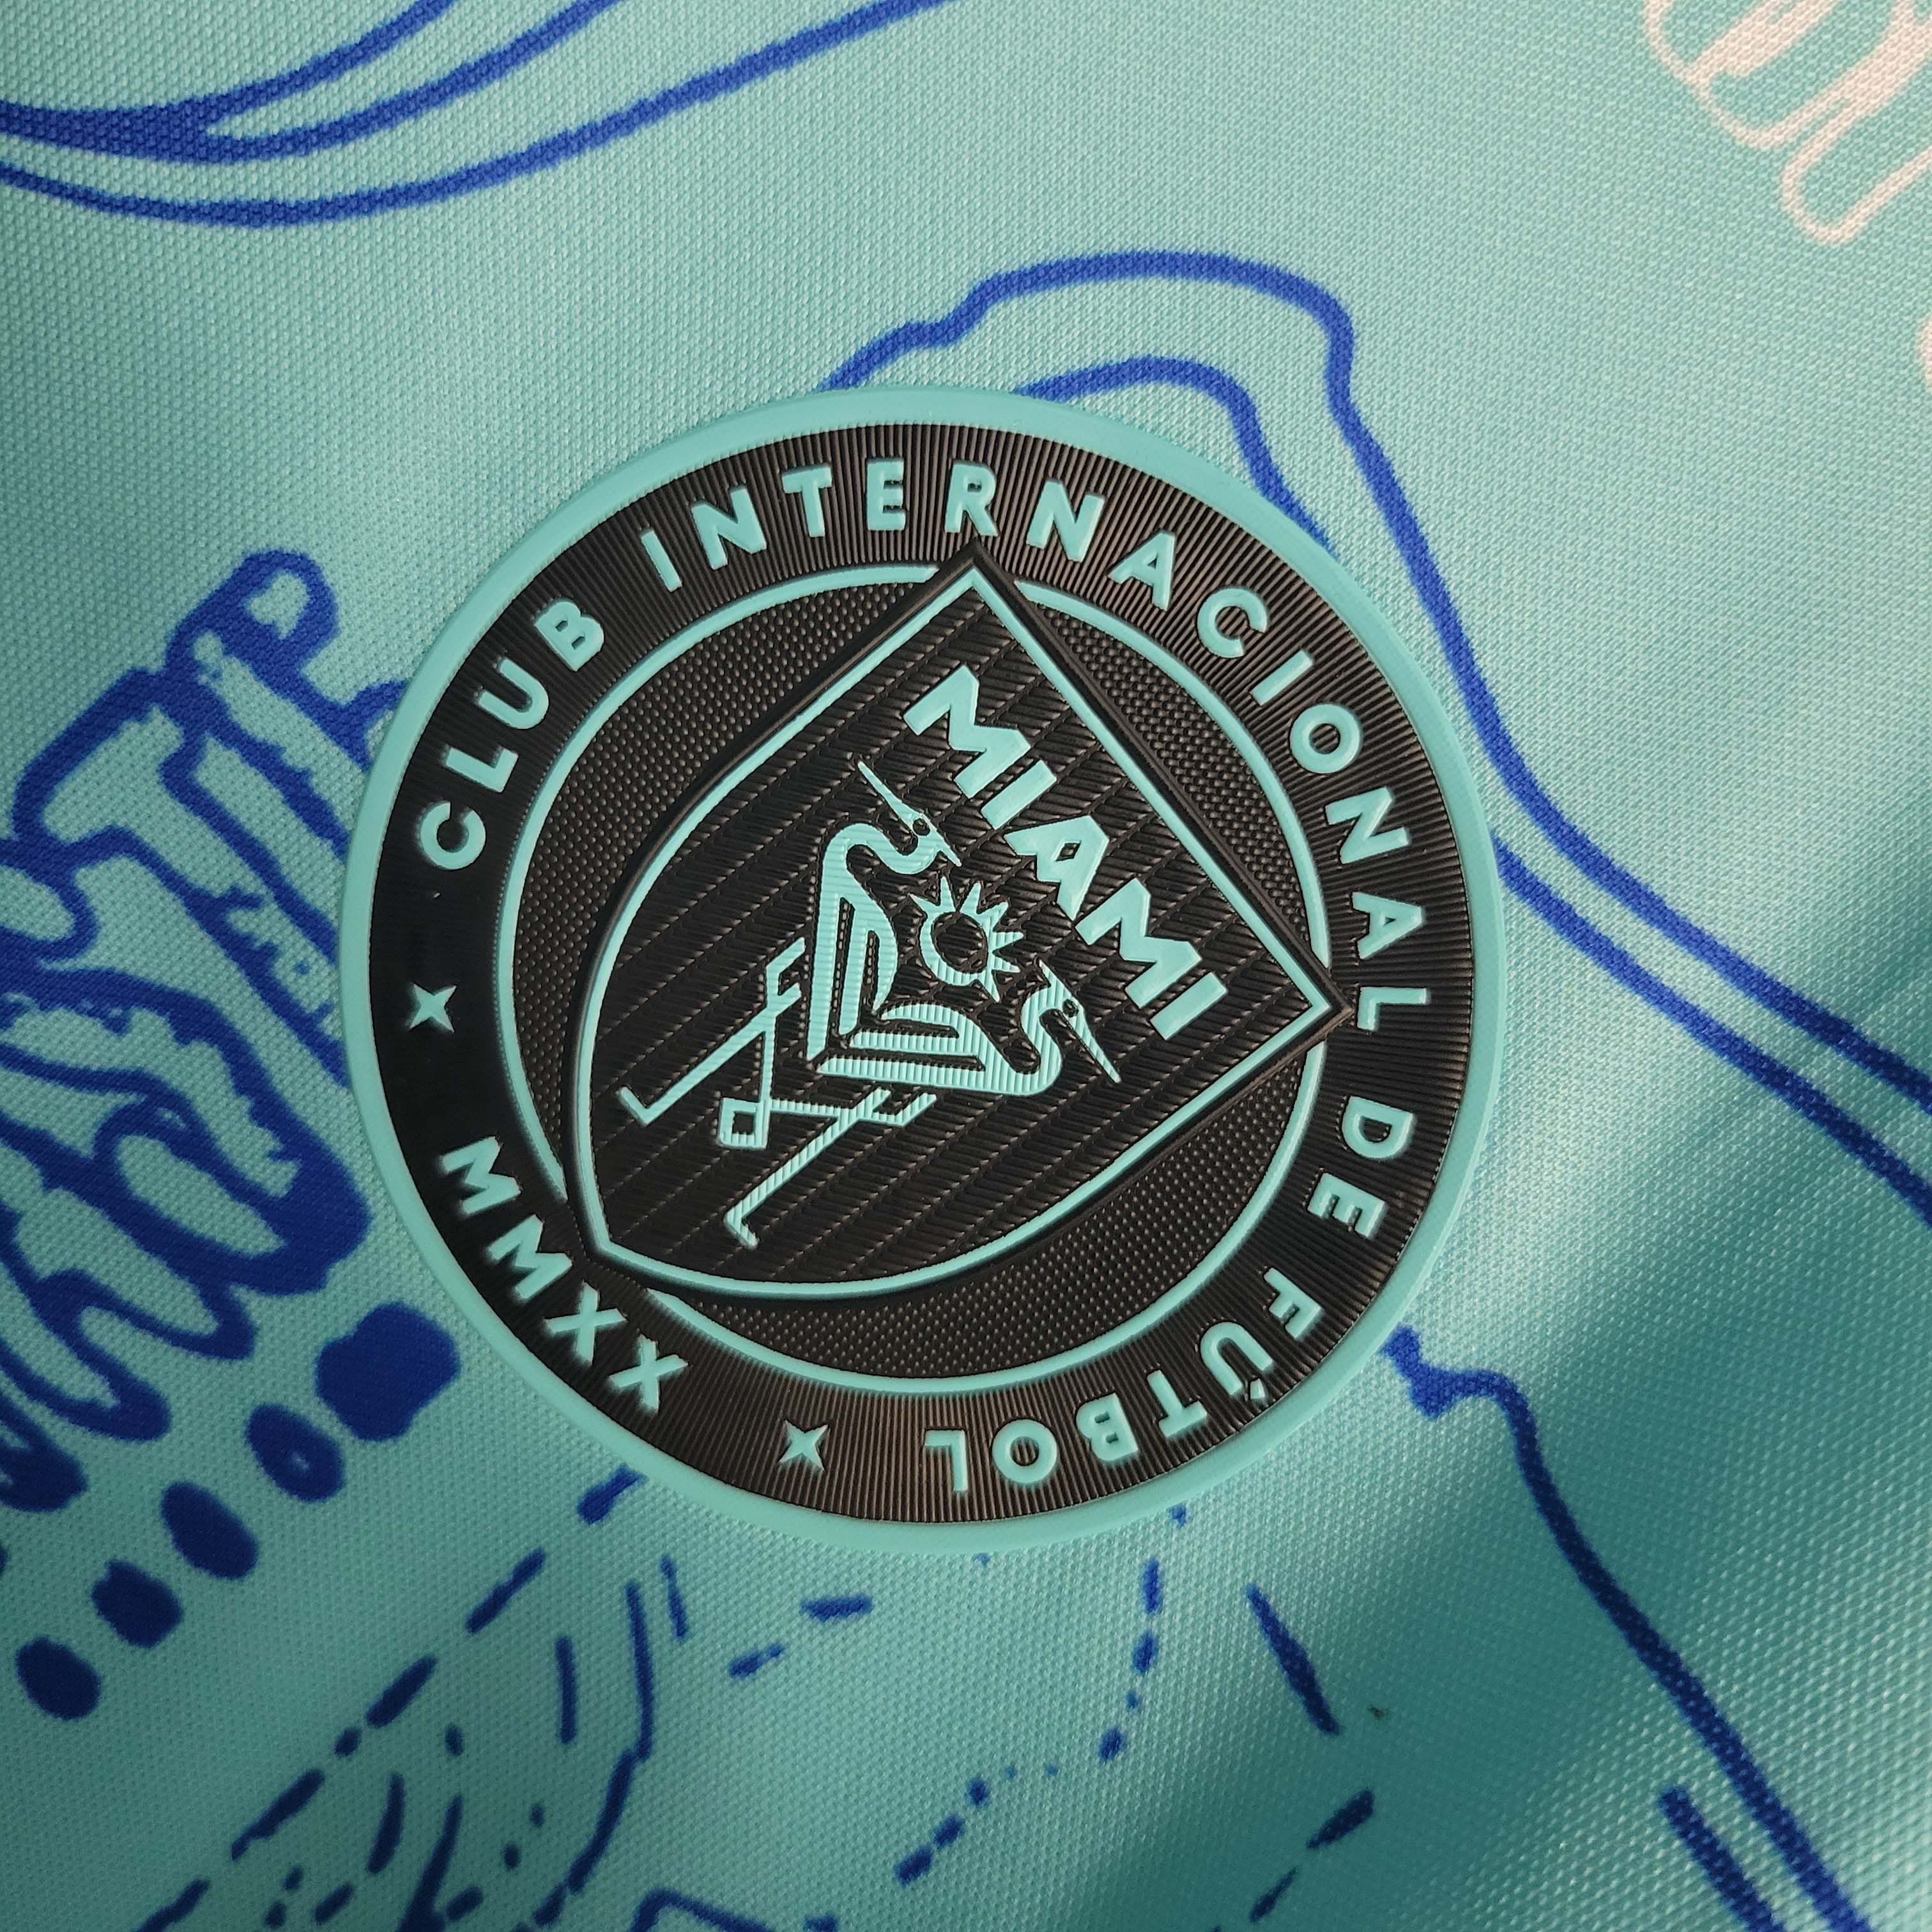 CLUB INTERNACIONAL DE FÚTBOL
MIAMI
MMXX